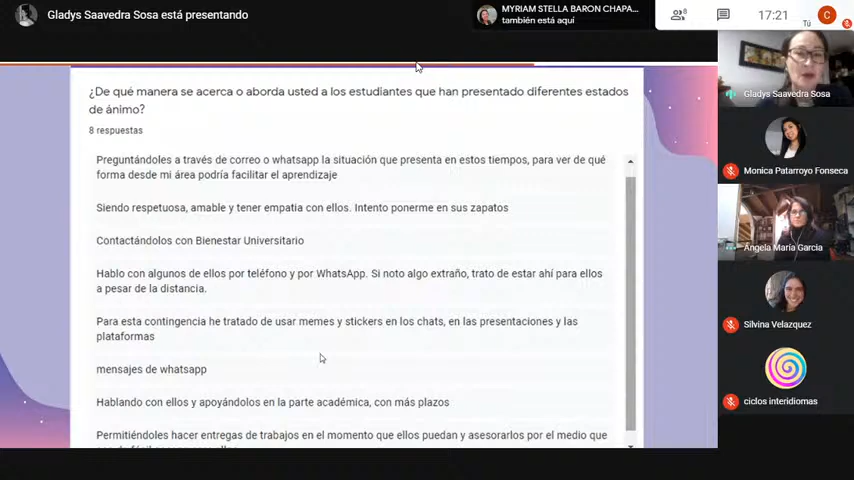 Gladys Saavedra Sosa está presentando
MYRIAM STELLA BARON CHAPA...
también está aquí
8
17:21
Tú
C
¿De qué manera se acerca o aborda usted a los estudiantes que han presentado diferentes estados
de ánimo?
8 respuestas
Preguntándoles a través de correo o whatsapp la situación que presenta en estos tiempos, para ver de qué
forma desde mi área podría facilitar el aprendizaje
Siendo respetuosa, amable y tener empatia con ellos. Intento ponerme en sus zapatos
Contactándolos con Bienestar Universitario
Hablo con algunos de ellos por teléfono y por WhatsApp. Si noto algo extraño, trato de estar ahí para ellos
a pesar de la distancia.
Para esta contingencia he tratado de usar memes y stickers en los chats, en las presentaciones y las
plataformas
mensajes de whatsapp
Hablando con ellos y apoyándolos en la parte académica, con más plazos
Permitiéndoles hacer entregas de trabajos en el momento que ellos puedan y asesorarlos por el medio que
Gladys Saavedra Sosa
Monica Patarroyo Fonseca
Angela María Garcia
Silvina Velazquez
ciclos interidiomas